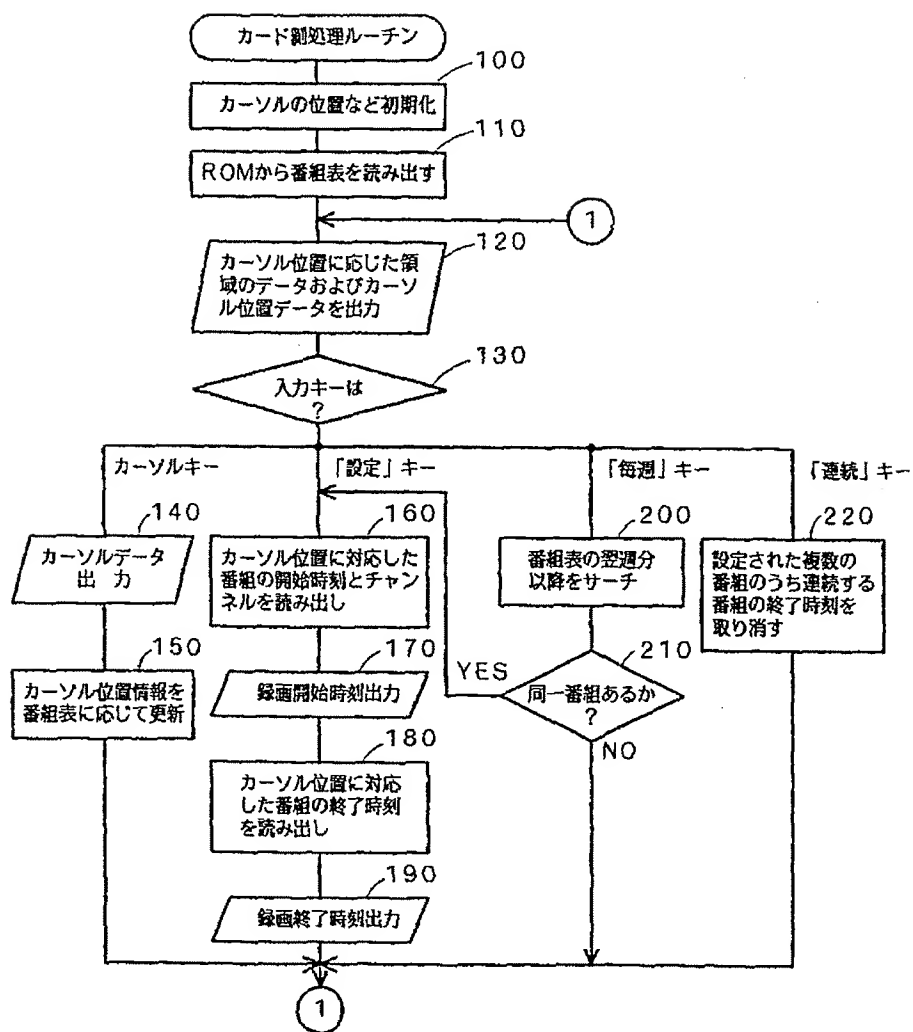 カード側処理ルーチン
100
カーソルの位置など初期化
110
ROMから番組表を読み出す
1
120
カーソル位置に応じた領
域のデータおよびカーソ
ル位置データを出力
130
入力キーは
?
カーソルキー
「設定」キー
「毎週」キー
「連続」キー
140
カーソルデータ
出 力
150
カーソル位置情報を
番組表に応じて更新
160
カーソル位置に対応した
番組の開始時刻とチャン
ネルを読み出し
170
録画開始時刻出力
180
カーソル位置に対応
した番組の終了時刻
を読み出し
190
録画終了時刻出力
200
番組表の翌週分
以降をサーチ
210
同一番組あるか
?
YES
NO
220
設定された複数の
番組のうち連続する
番組の終了時刻を
取り消す
1